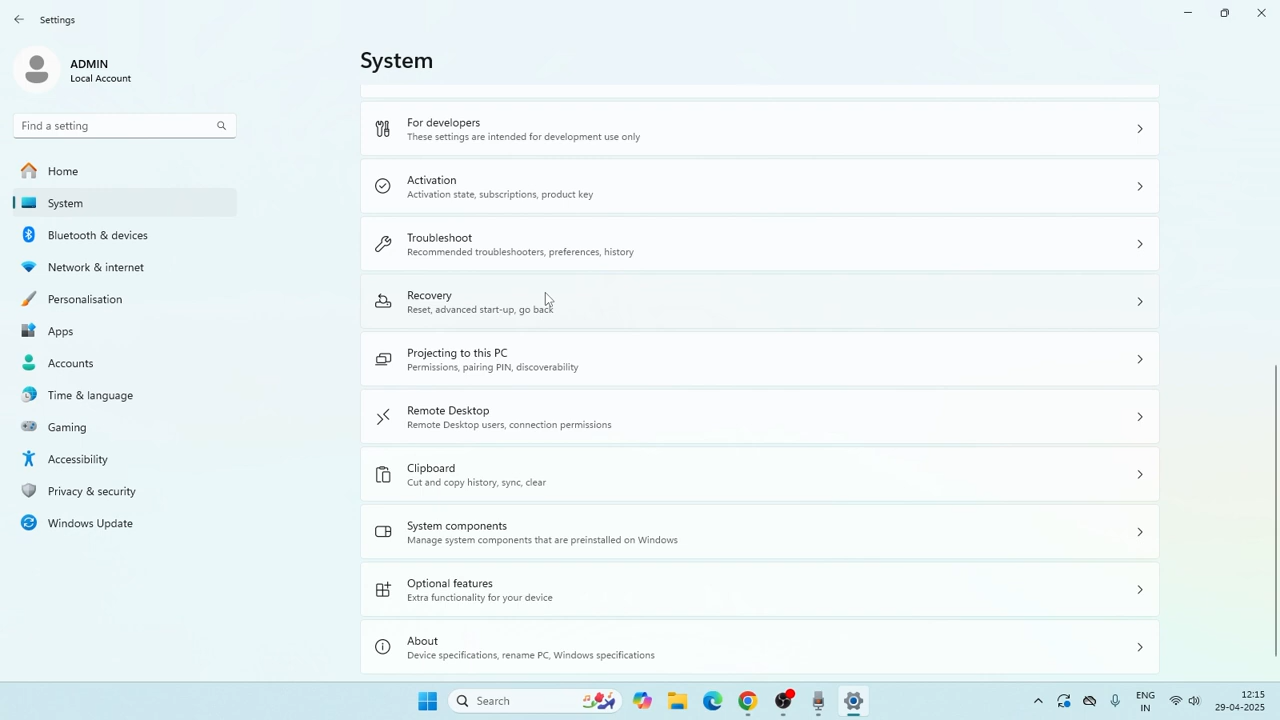 Settings
ADMIN
Local Account
Find a setting
Home
System
Bluetooth & devices
Network & internet
Personalisation
Apps
Accounts
Time & language
Gaming
Accessibility
Privacy & security
Windows Update
System
For developers
These settings are intended for development use only
Activation
Activation state, subscriptions, product key
Troubleshoot
Recommended troubleshooters, preferences, history
Recovery
Reset, advanced start-up, go back
Projecting to this PC
Permissions, pairing PIN, discoverability
Remote Desktop
Remote Desktop users, connection permissions
Clipboard
Cut and copy history, sync, clear
System components
Manage system components that are preinstalled on Windows
Optional features
Extra functionality for your device
About
Device specifications, rename PC, Windows specifications
Search
ENG
IN
12:15
29-04-2025